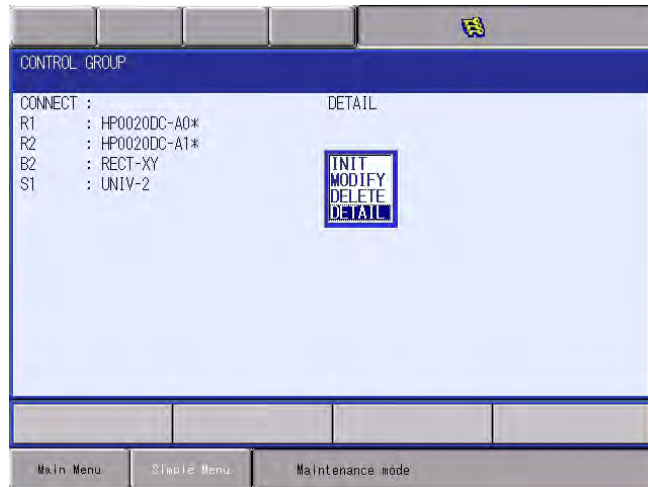 CONTROL GROUP
CONNECT : DETAIL
R1 : HP0020DC-A0*
R2 : HP0020DC-A1*
B2 : RECT-XY
S1 : UNIV-2
INIT
MODIFY
DELETE
DETAIL
Main Menu Simple Menu Maintenance mode